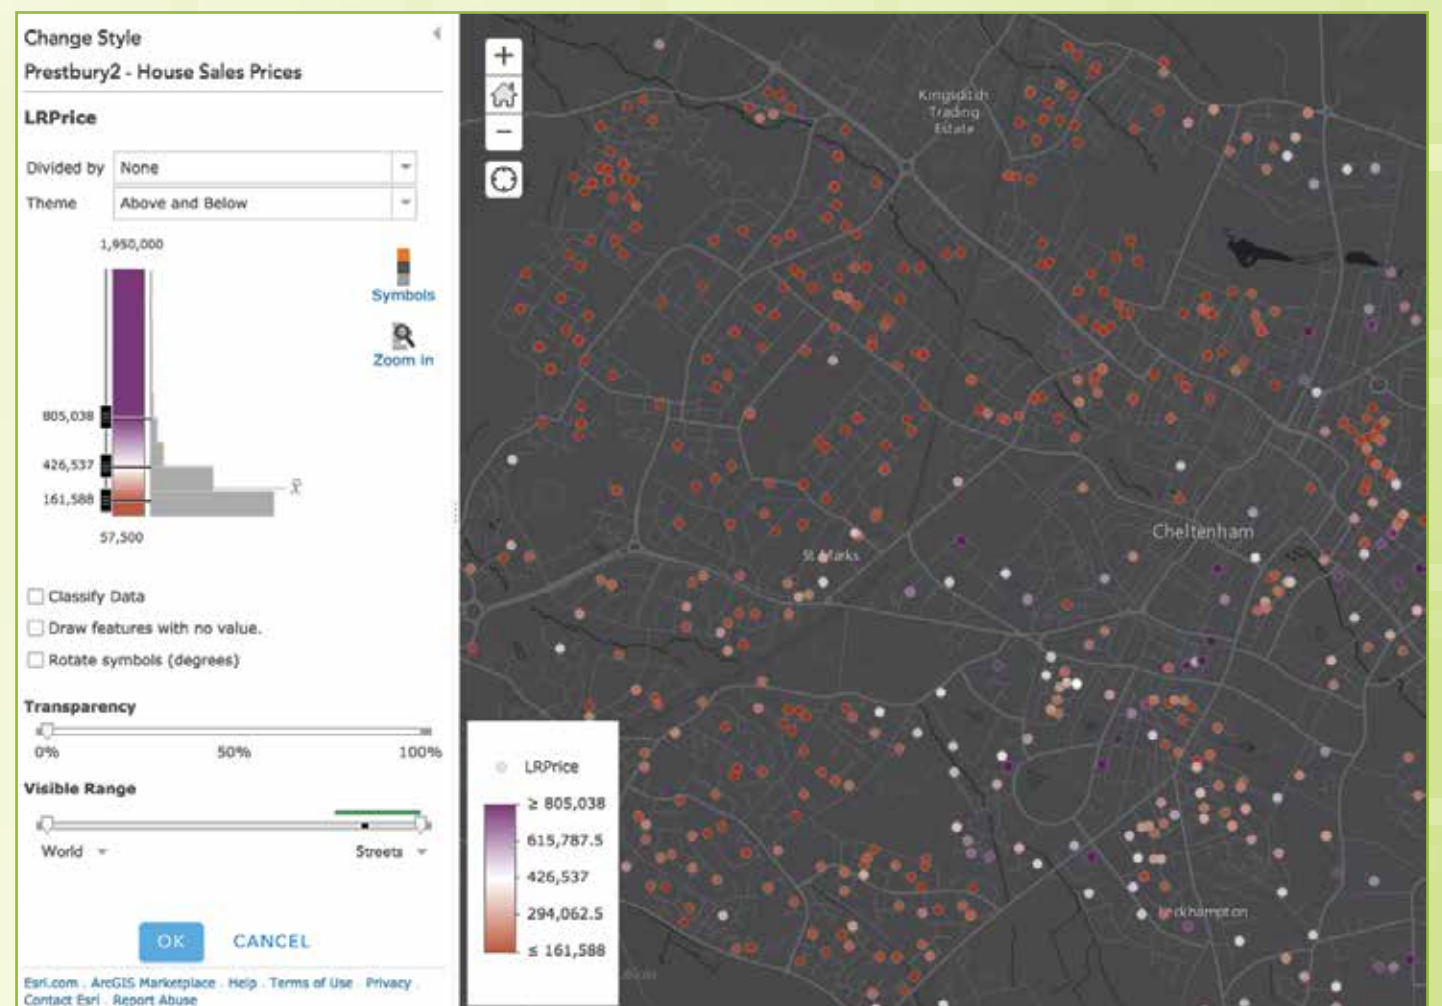 Change Style
Prestbury2 - House Sales Prices
LRPrice
Divided by None
Theme Above and Below
1,950,000
Symbols
Zoom In
805,038
426,537
161,588
x̄
57,500
Classify Data
Draw features with no value.
Rotate symbols (degrees)
Transparency
0% 50% 100%
Visible Range
World Streets
OK CANCEL
Esri.com . ArcGIS Marketplace . Help . Terms of Use . Privacy .
Contact Esri . Report Abuse
+
−
Kingsditch
Trading
Estate
Cheltenham
St Marks
Leckhampton
LRPrice
≥ 805,038
615,787.5
426,537
294,062.5
≤ 161,588